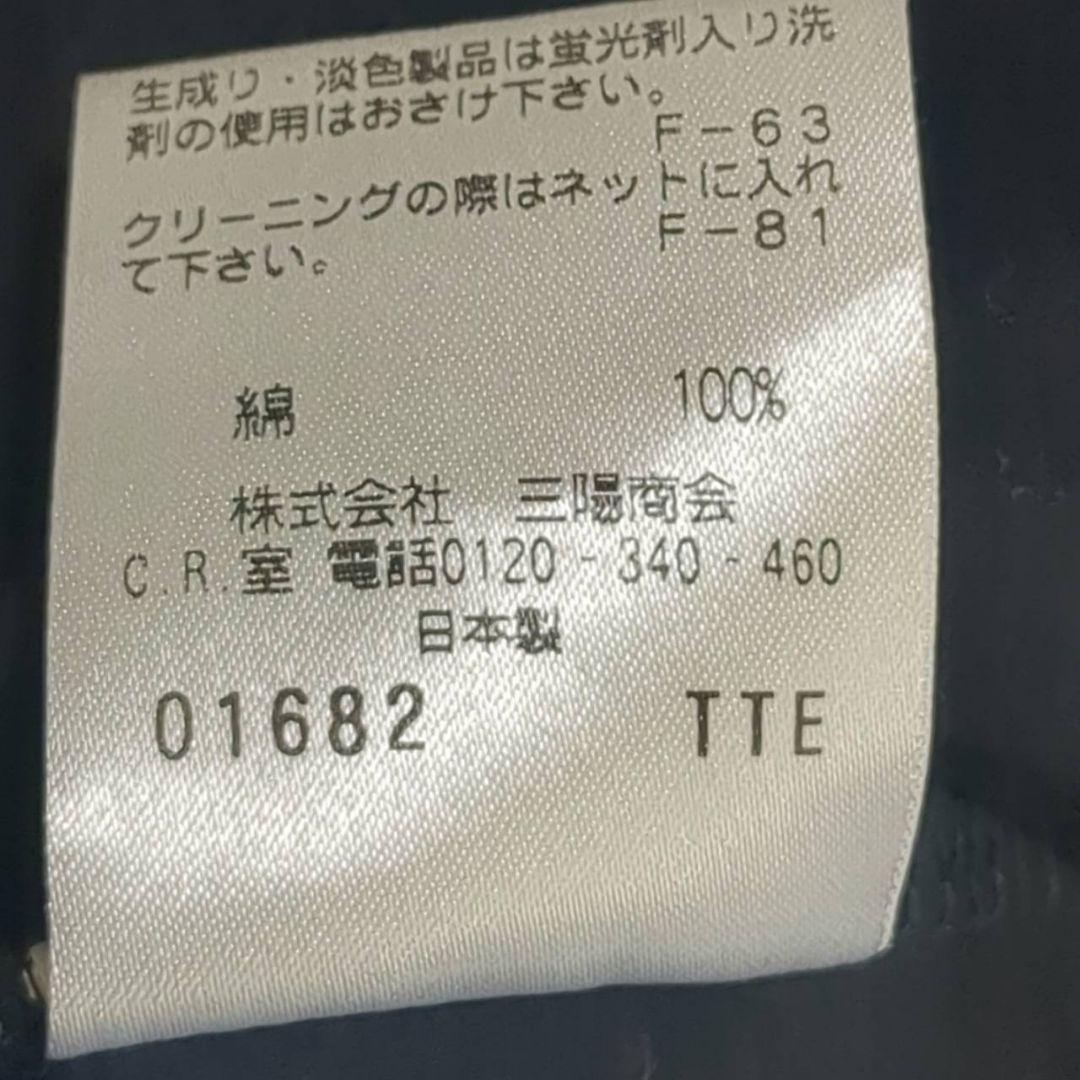 生成り・淡色製品は蛍光剤入り洗
剤の使用はおさけ下さい。
F-63
クリーニングの際はネットに入れ
て下さい。
F-81
綿 100%
株式会社 三陽商会
C.R.室 電話0120-340-460
日本製
01682 TTE